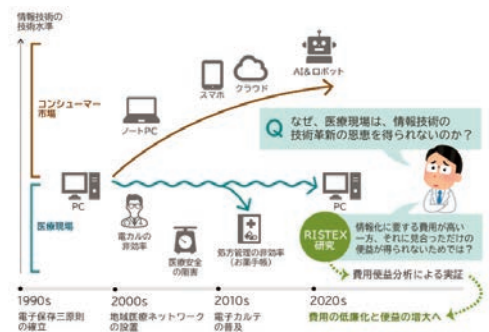 情報技術の
技術水準
コンシューマー
市場
ノートPC
スマホ
クラウド
AI&ロボット
Q なぜ、医療現場は、情報技術の
技術革新の恩恵を得られないのか？
医療現場
PC
電カルの
非効率
医療安全
の阻害
処方管理の非効率
(お薬手帳)
PC
RISTEX
研究
情報化に要する費用が高い
一方、それに見合っただけの
便益が得られないためでは？
費用便益分析による実証
費用の低廉化と便益の増大へ
1990s
電子保存三原則
の確立
2000s
地域医療ネットワーク
の設置
2010s
電子カルテ
の普及
2020s